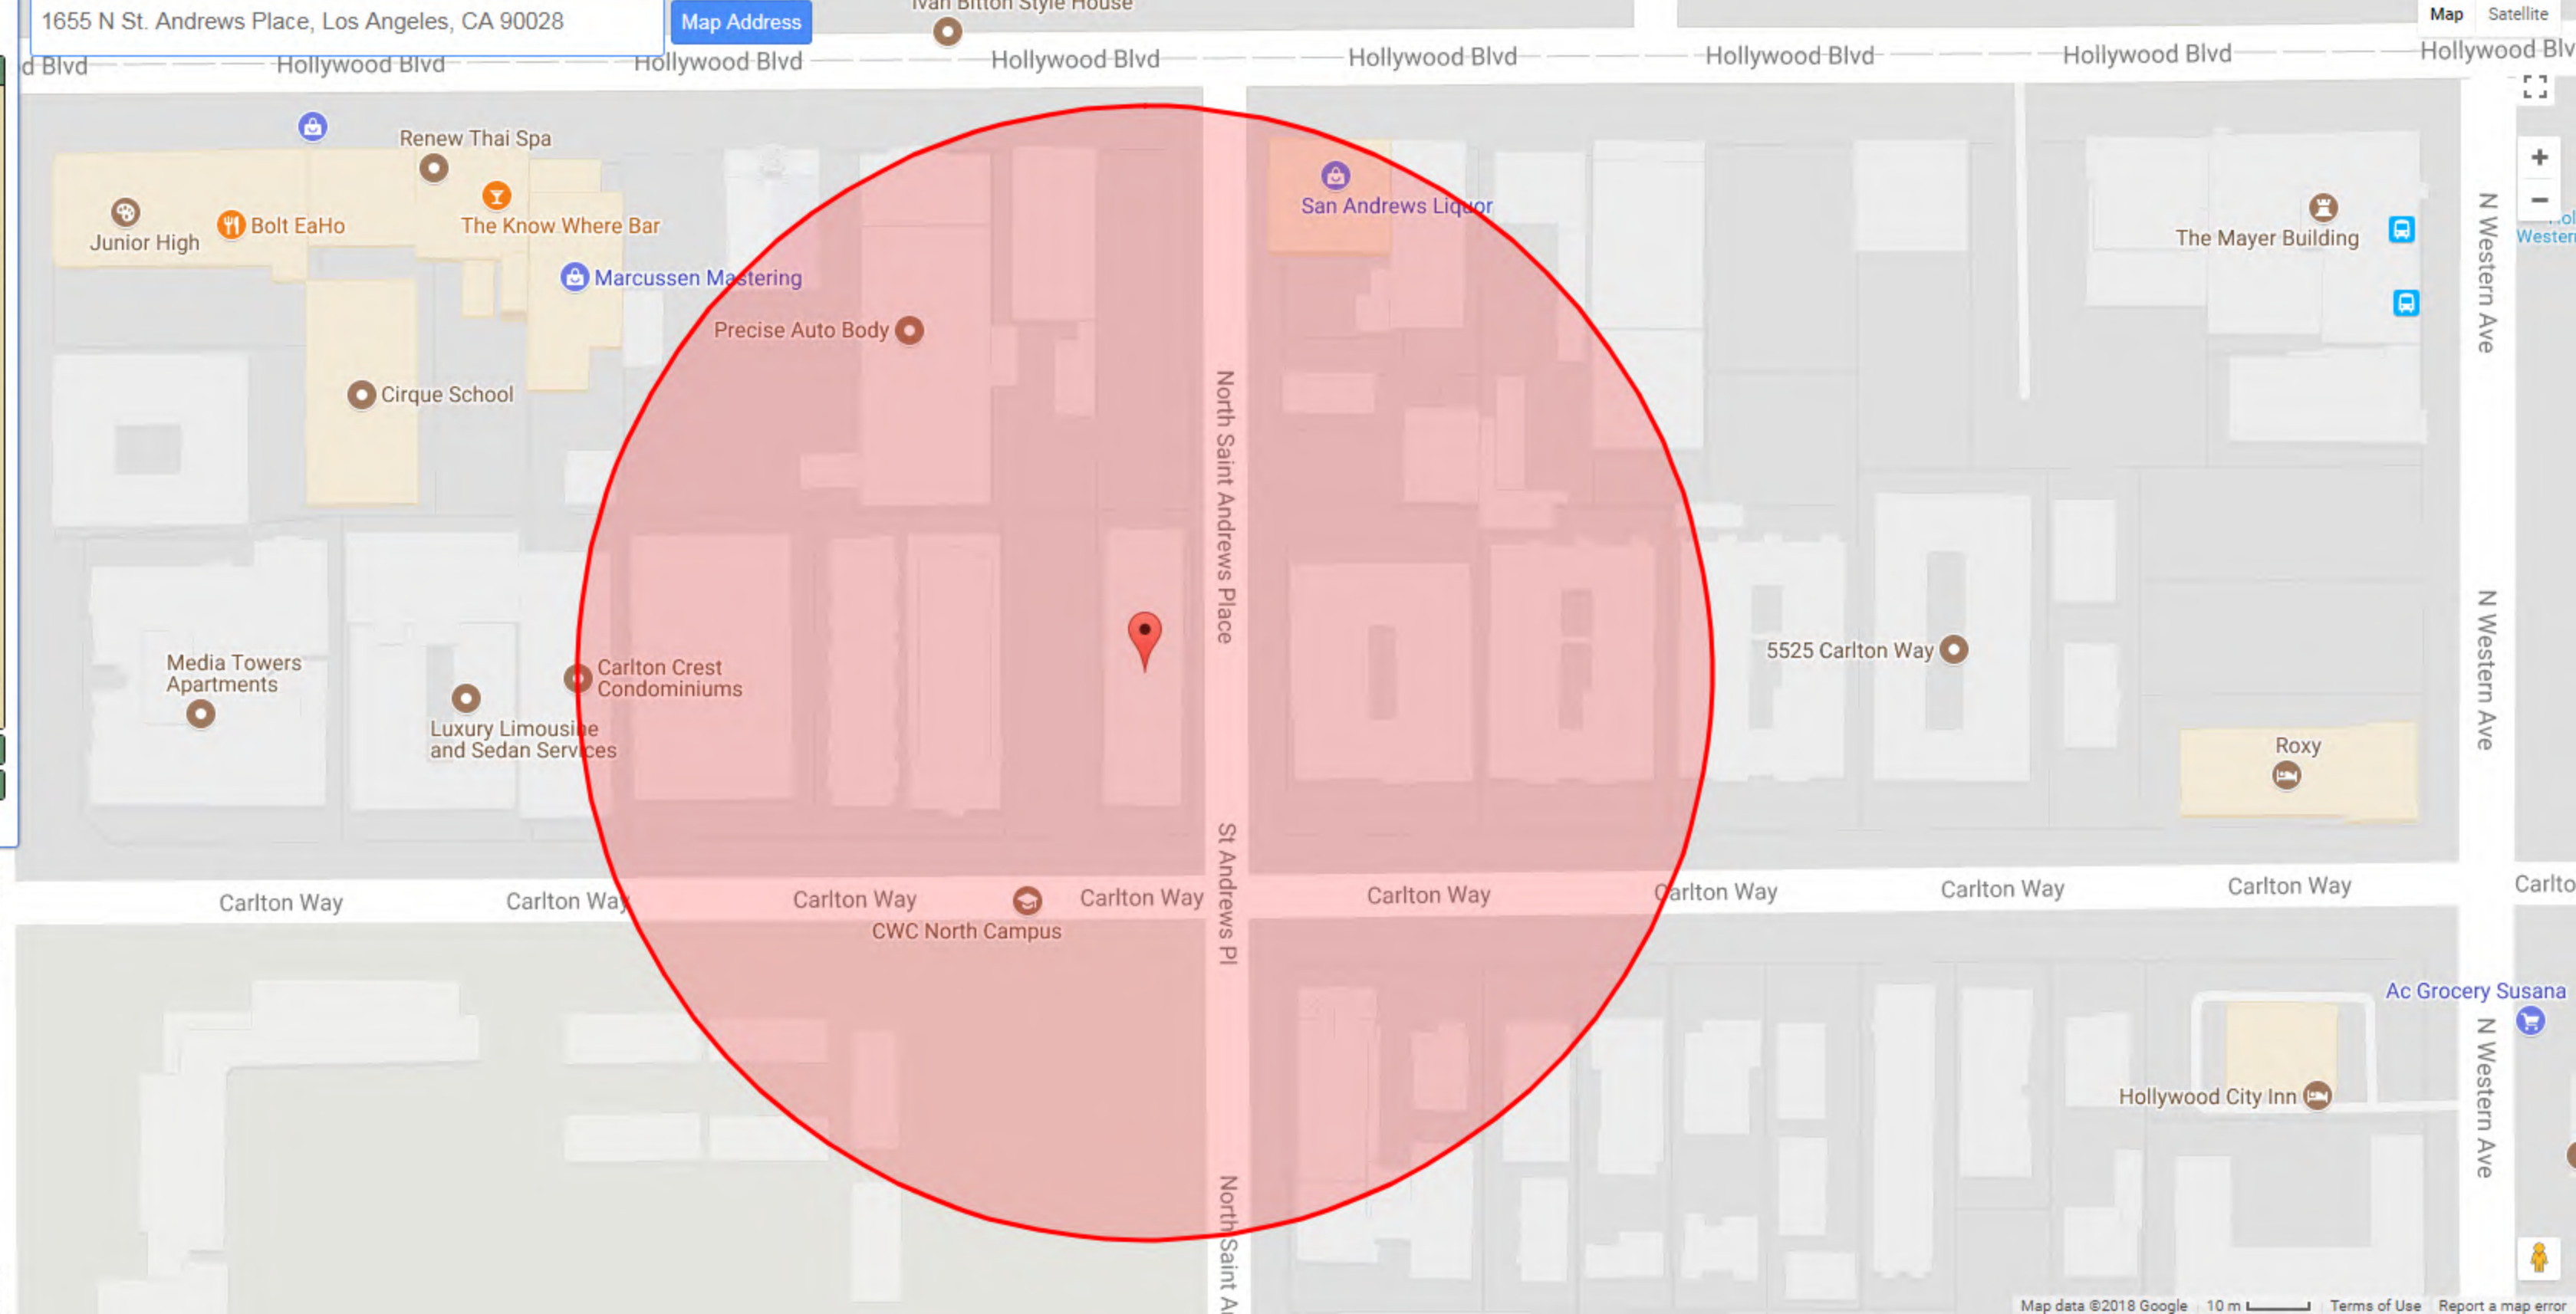 Ivan Bitton Style House
1655 N St. Andrews Place, Los Angeles, CA 90028
Map Address
Map
Satellite
d Blvd
Hollywood Blvd
Hollywood Blvd
Hollywood Blvd
Hollywood Blvd
Hollywood Blvd
Hollywood Blvd
Hollywood Blv
Renew Thai Spa
Junior High
Bolt EaHo
The Know Where Bar
San Andrews Liquor
The Mayer Building
Western
Marcussen Mastering
Precise Auto Body
Cirque School
N Western Ave
North Saint Andrews Place
Media Towers
Apartments
Carlton Crest
Condominiums
Luxury Limousine
and Sedan Services
5525 Carlton Way
N Western Ave
Roxy
St Andrews Pl
Carlton Way
Carlton Way
Carlton Way
Carlton Way
Carlton Way
Carlton Way
Carlton Way
Carlton Way
Carlto
CWC North Campus
Ac Grocery Susana
N Western Ave
Hollywood City Inn
North Saint A
Map data ©2018 Google
10 m
Terms of Use
Report a map error